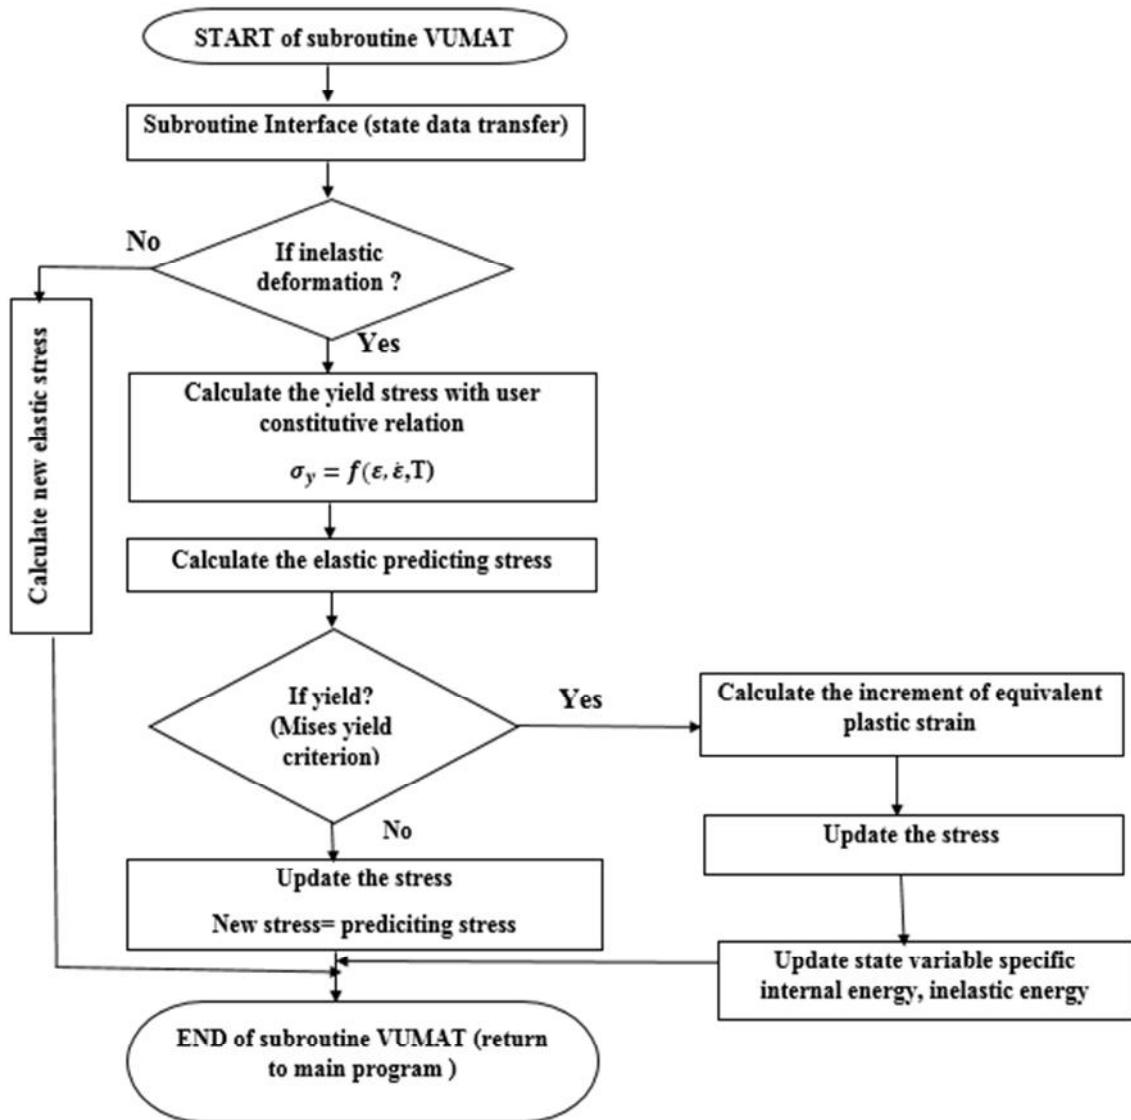 START of subroutine VUMAT
Subroutine Interface (state data transfer)
If inelastic
deformation ?
No
Yes
Calculate new elastic stress
Calculate the yield stress with user
constitutive relation
σ_y = f(ε, ε̇,T)
Calculate the elastic predicting stress
If yield?
(Mises yield
criterion)
Yes
No
Calculate the increment of equivalent
plastic strain
Update the stress
Update state variable specific
internal energy, inelastic energy
Update the stress
New stress= prediciting stress
END of subroutine VUMAT (return
to main program )